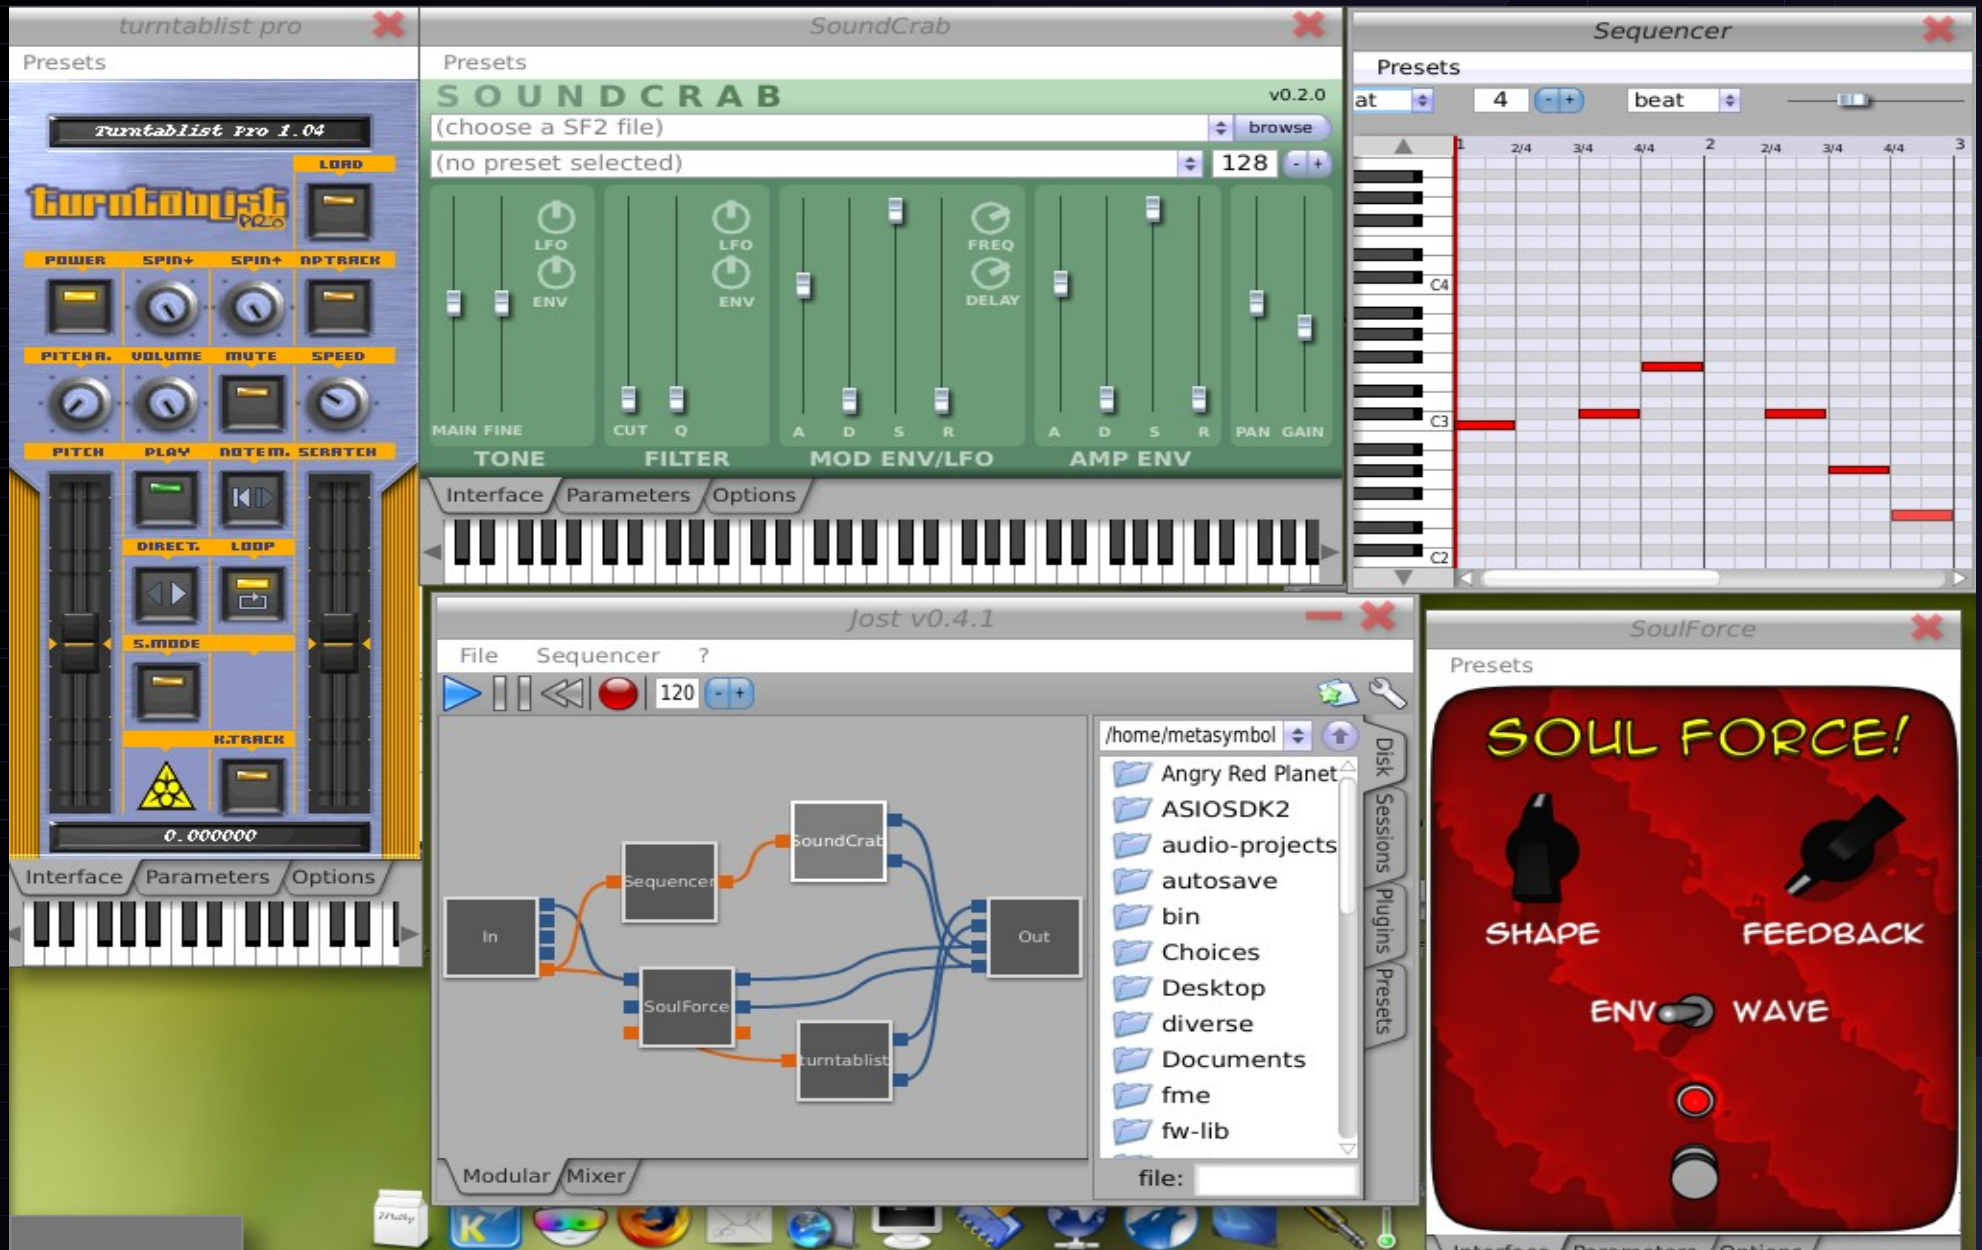 turntablist pro
Presets
Turntablist Pro 1.04
LOAD
turntablist
PRO
POWER SPIN↓ SPIN↑ NPTRACK
PITCHR. VOLUME MUTE SPEED
PITCH PLAY NOTEM. SCRATCH
DIRECT. LOOP
S.MODE
K.TRACK
0.000000
Interface Parameters Options
SoundCrab
Presets
SOUNDCRAB v0.2.0
(choose a SF2 file) browse
(no preset selected) 128 - +
LFO LFO FREQ
ENV ENV DELAY
MAIN FINE CUT Q A D S R A D S R PAN GAIN
TONE FILTER MOD ENV/LFO AMP ENV
Interface Parameters Options
Sequencer
Presets
at 4 - + beat
1 2/4 3/4 4/4 2 2/4 3/4 4/4 3
C4
C3
C2
Jost v0.4.1
File Sequencer ?
120 - +
In
Sequencer
SoundCrab
SoulForce
turntablist
Out
/home/metasymbol
Angry Red Planet
ASIOSDK2
audio-projects
autosave
bin
Choices
Desktop
diverse
Documents
fme
fw-lib
file:
Disk
Sessions
Plugins
Presets
Modular Mixer
SoulForce
Presets
SOUL FORCE!
SHAPE FEEDBACK
ENV WAVE
Interface Parameters Options
K